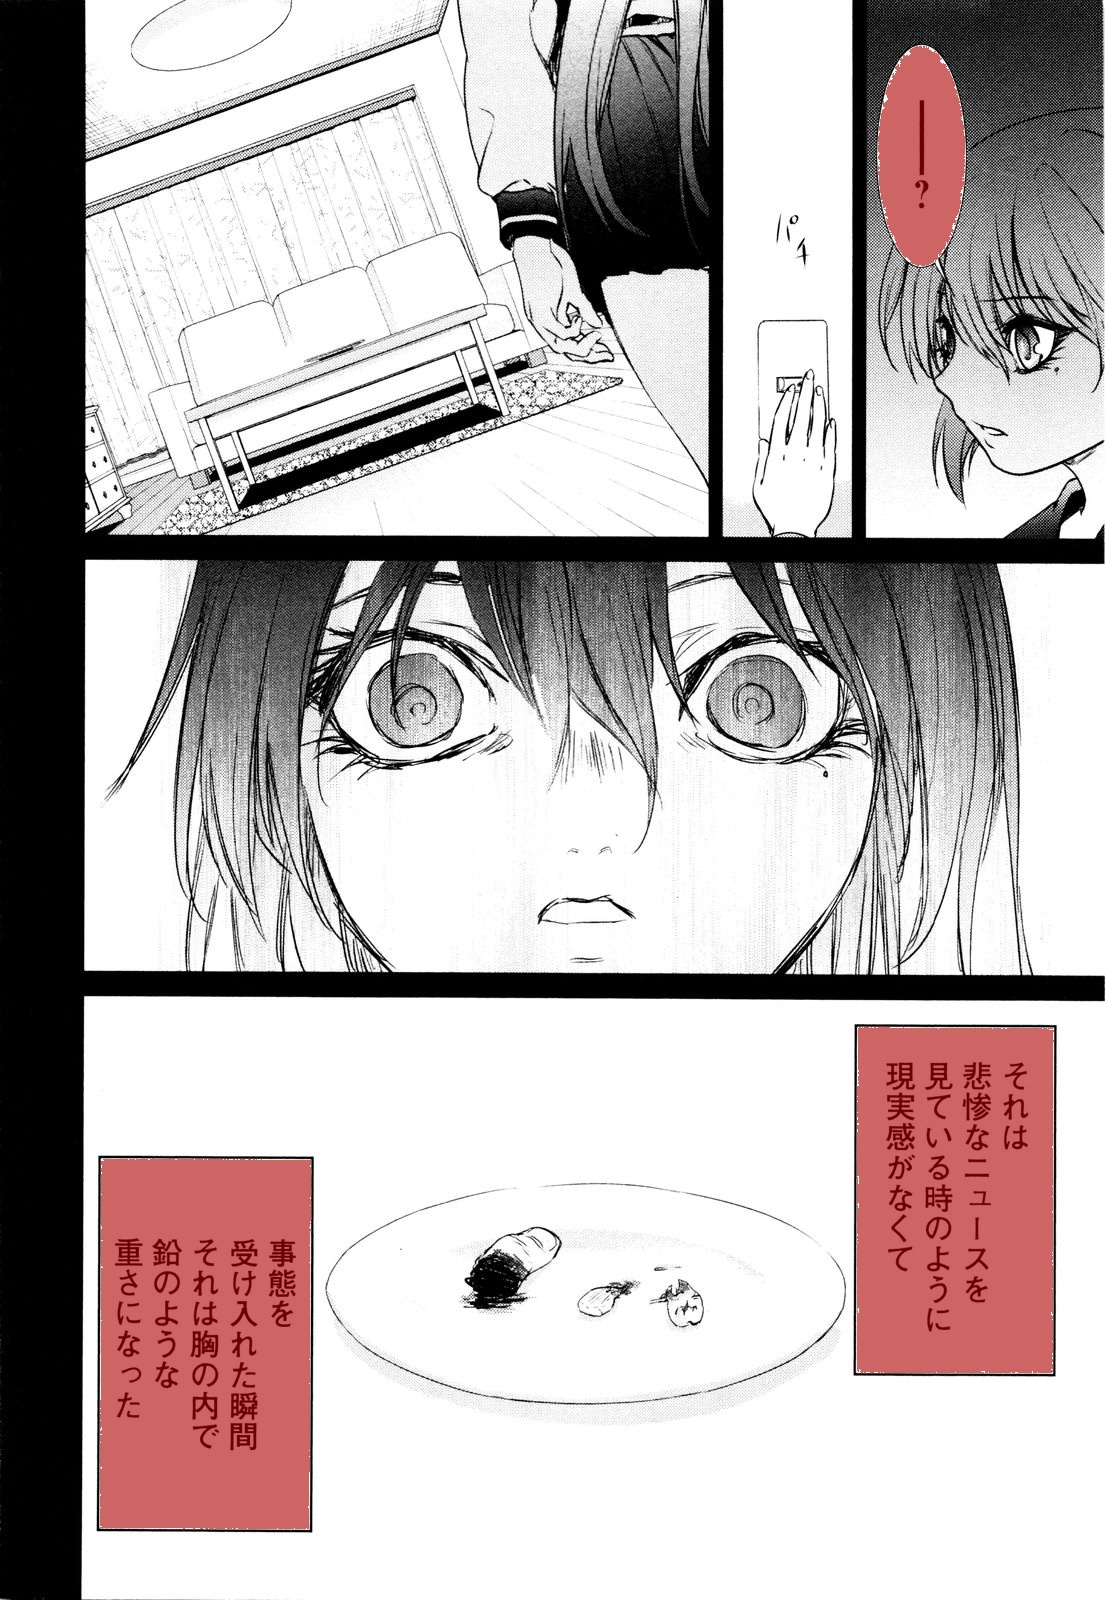 ――？
パチ
それは
悲惨なニュースを
見ている時のように
現実感がなくて
事態を
受け入れた瞬間
それは胸の内で
鉛のような
重さになった